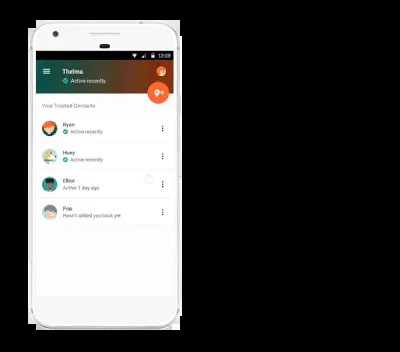 12:00
Thelma
Active recently
Your Trusted Contacts
Ryan
Active recently
Huey
Active recently
Elliot
Active 1 day ago
Pop
Hasn't added you back yet